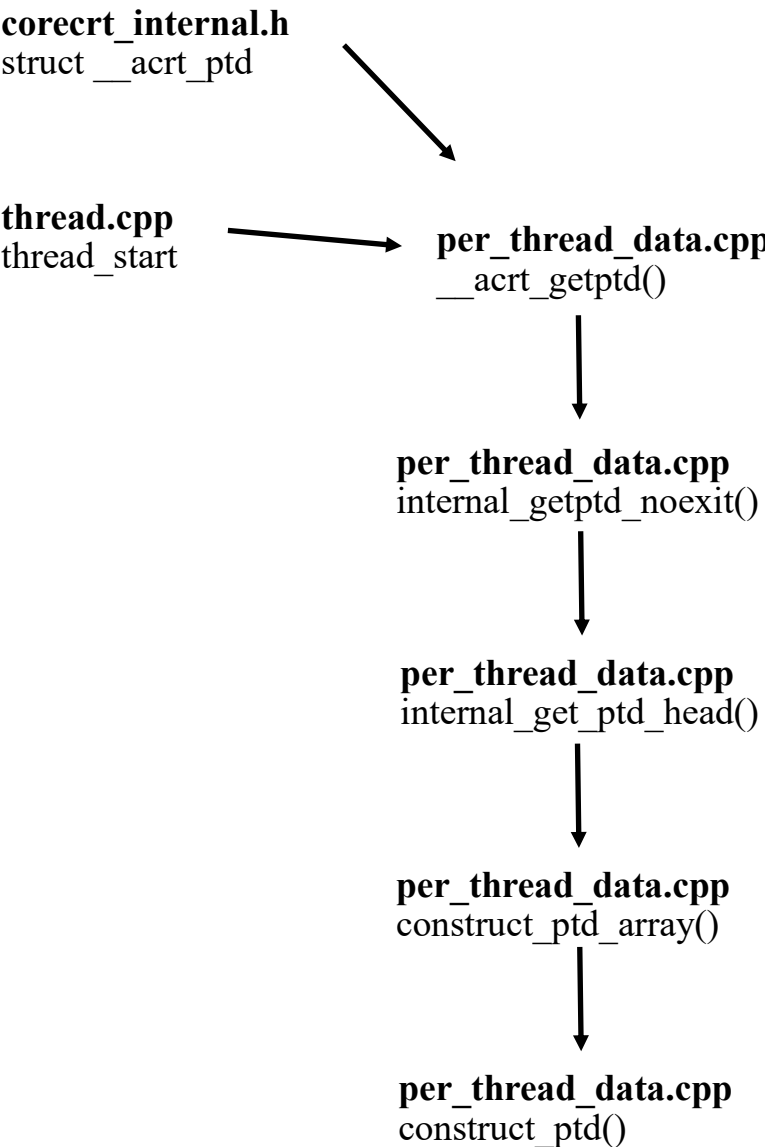 corecrt_internal.h
struct __acrt_ptd
thread.cpp
thread_start
per_thread_data.cpp
__acrt_getptd()
per_thread_data.cpp
internal_getptd_noexit()
per_thread_data.cpp
internal_get_ptd_head()
per_thread_data.cpp
construct_ptd_array()
per_thread_data.cpp
construct_ptd()